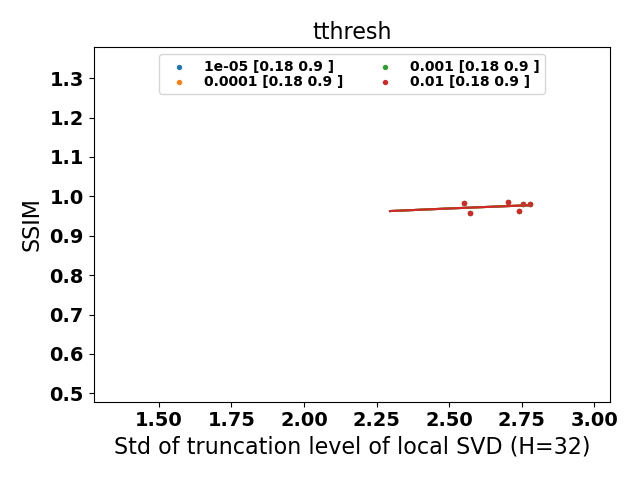 tthresh
1e-05 [0.18 0.9 ]
0.0001 [0.18 0.9 ]
0.001 [0.18 0.9 ]
0.01 [0.18 0.9 ]
SSIM
1.3
1.2
1.1
1.0
0.9
0.8
0.7
0.6
0.5
1.50 1.75 2.00 2.25 2.50 2.75 3.00
Std of truncation level of local SVD (H=32)